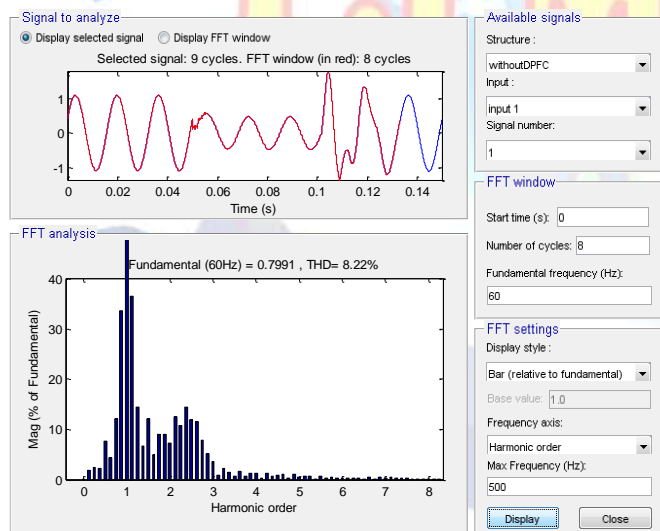 Signal to analyze
Display selected signal Display FFT window
Selected signal: 9 cycles. FFT window (in red): 8 cycles
1
0
-1
0 0.02 0.04 0.06 0.08 0.1 0.12 0.14
Time (s)
FFT analysis
Fundamental (60Hz) = 0.7991 , THD= 8.22%
40
30
20
10
0
Mag (% of Fundamental)
0 1 2 3 4 5 6 7 8
Harmonic order
Available signals
Structure :
withoutDPFC
Input :
input 1
Signal number:
1
FFT window
Start time (s): 0
Number of cycles: 8
Fundamental frequency (Hz):
60
FFT settings
Display style :
Bar (relative to fundamental)
Base value: 1.0
Frequency axis:
Harmonic order
Max Frequency (Hz):
500
Display Close